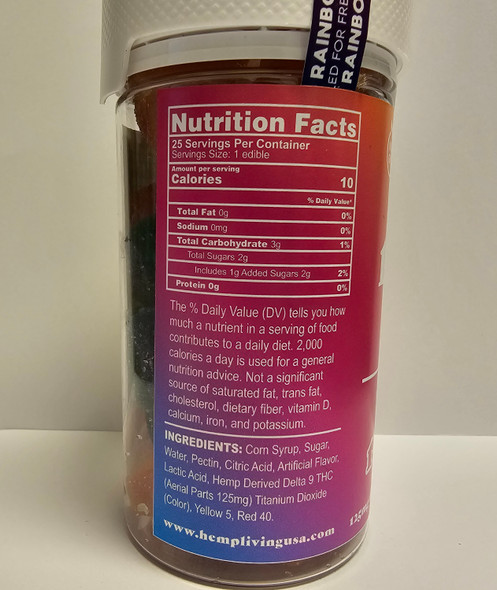 RAINBO
ED FOR FRE
RAINBO
Nutrition Facts
25 Servings Per Container
Servings Size: 1 edible
Amount per serving
Calories 10
% Daily Value*
Total Fat 0g 0%
Sodium 0mg 0%
Total Carbohydrate 3g 1%
Total Sugars 2g
Includes 1g Added Sugars 2g 2%
Protein 0g 0%
The % Daily Value (DV) tells you how
much a nutrient in a serving of food
contributes to a daily diet. 2,000
calories a day is used for a general
nutrition advice. Not a significant
source of saturated fat, trans fat,
cholesterol, dietary fiber, vitamin D,
calcium, iron, and potassium.
INGREDIENTS: Corn Syrup, Sugar,
Water, Pectin, Citric Acid, Artificial Flavor,
Lactic Acid, Hemp Derived Delta 9 THC
(Aerial Parts 125mg) Titanium Dioxide
(Color), Yellow 5, Red 40.
www.hemplivingusa.com